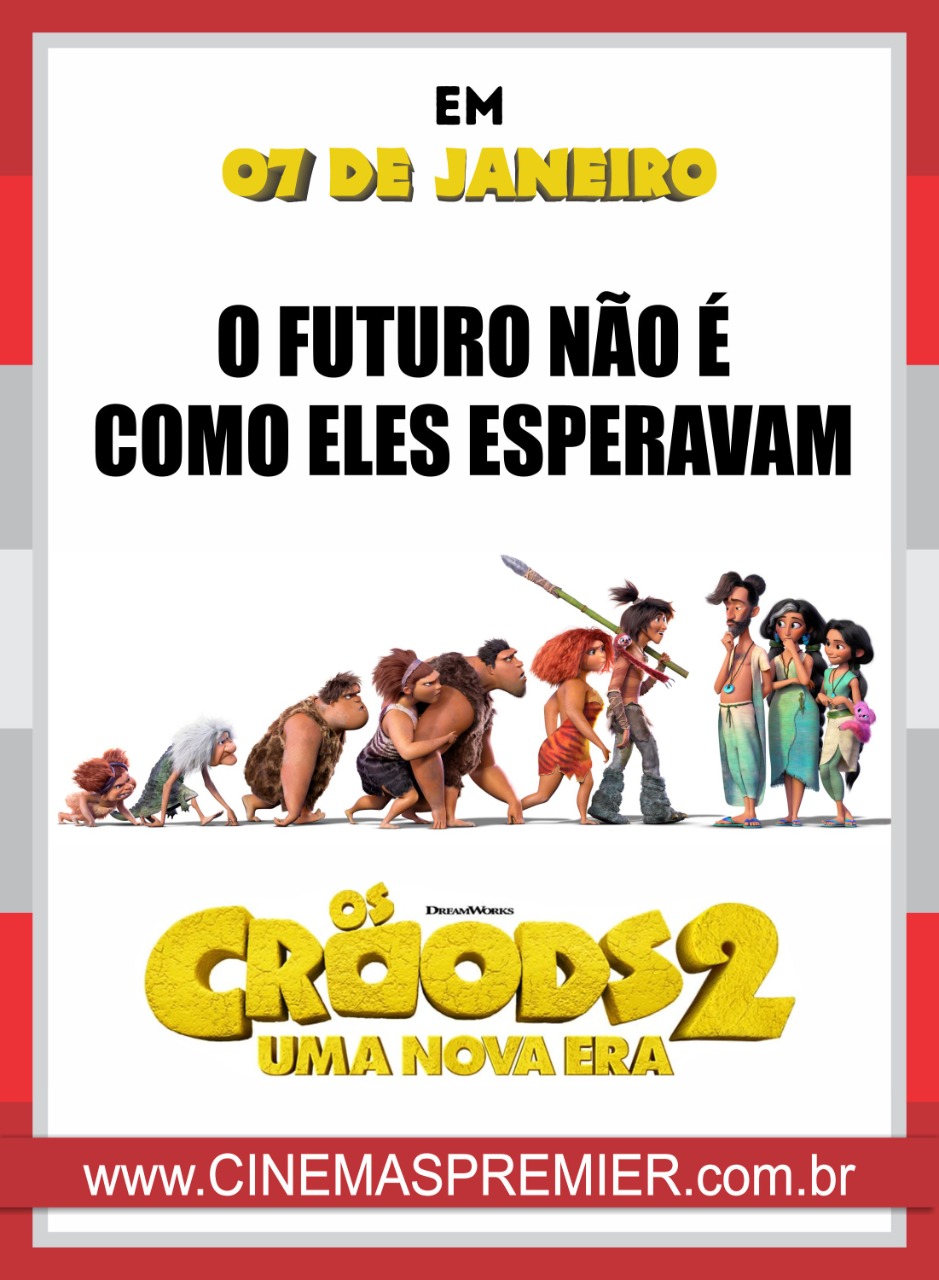 EM
07 DE JANEIRO
O FUTURO NÃO É
COMO ELES ESPERAVAM
OS
DREAMWORKS
CROODS 2
UMA NOVA ERA
www.CINEMASPREMIER.com.br